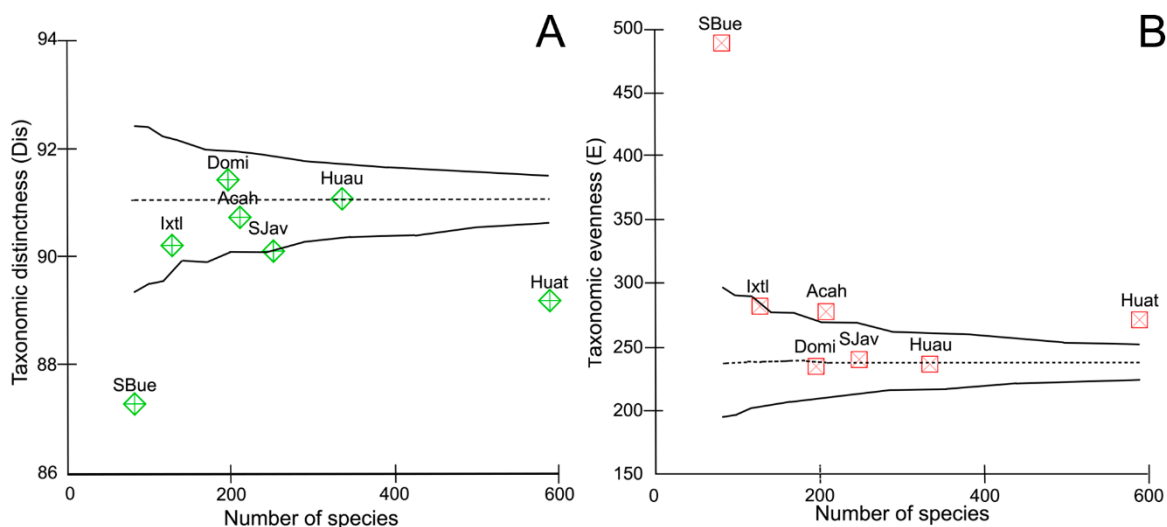 A
Taxonomic distinctness (Dis)
94
92
90
88
86
Domi
Huau
Acah
Ixtl
SJav
Huat
SBue
0
200
400
600
Number of species
B
Taxonomic evenness (E)
500
450
400
350
300
250
200
150
SBue
Ixtl
Acah
Huat
Domi
SJav
Huau
0
200
400
600
Number of species